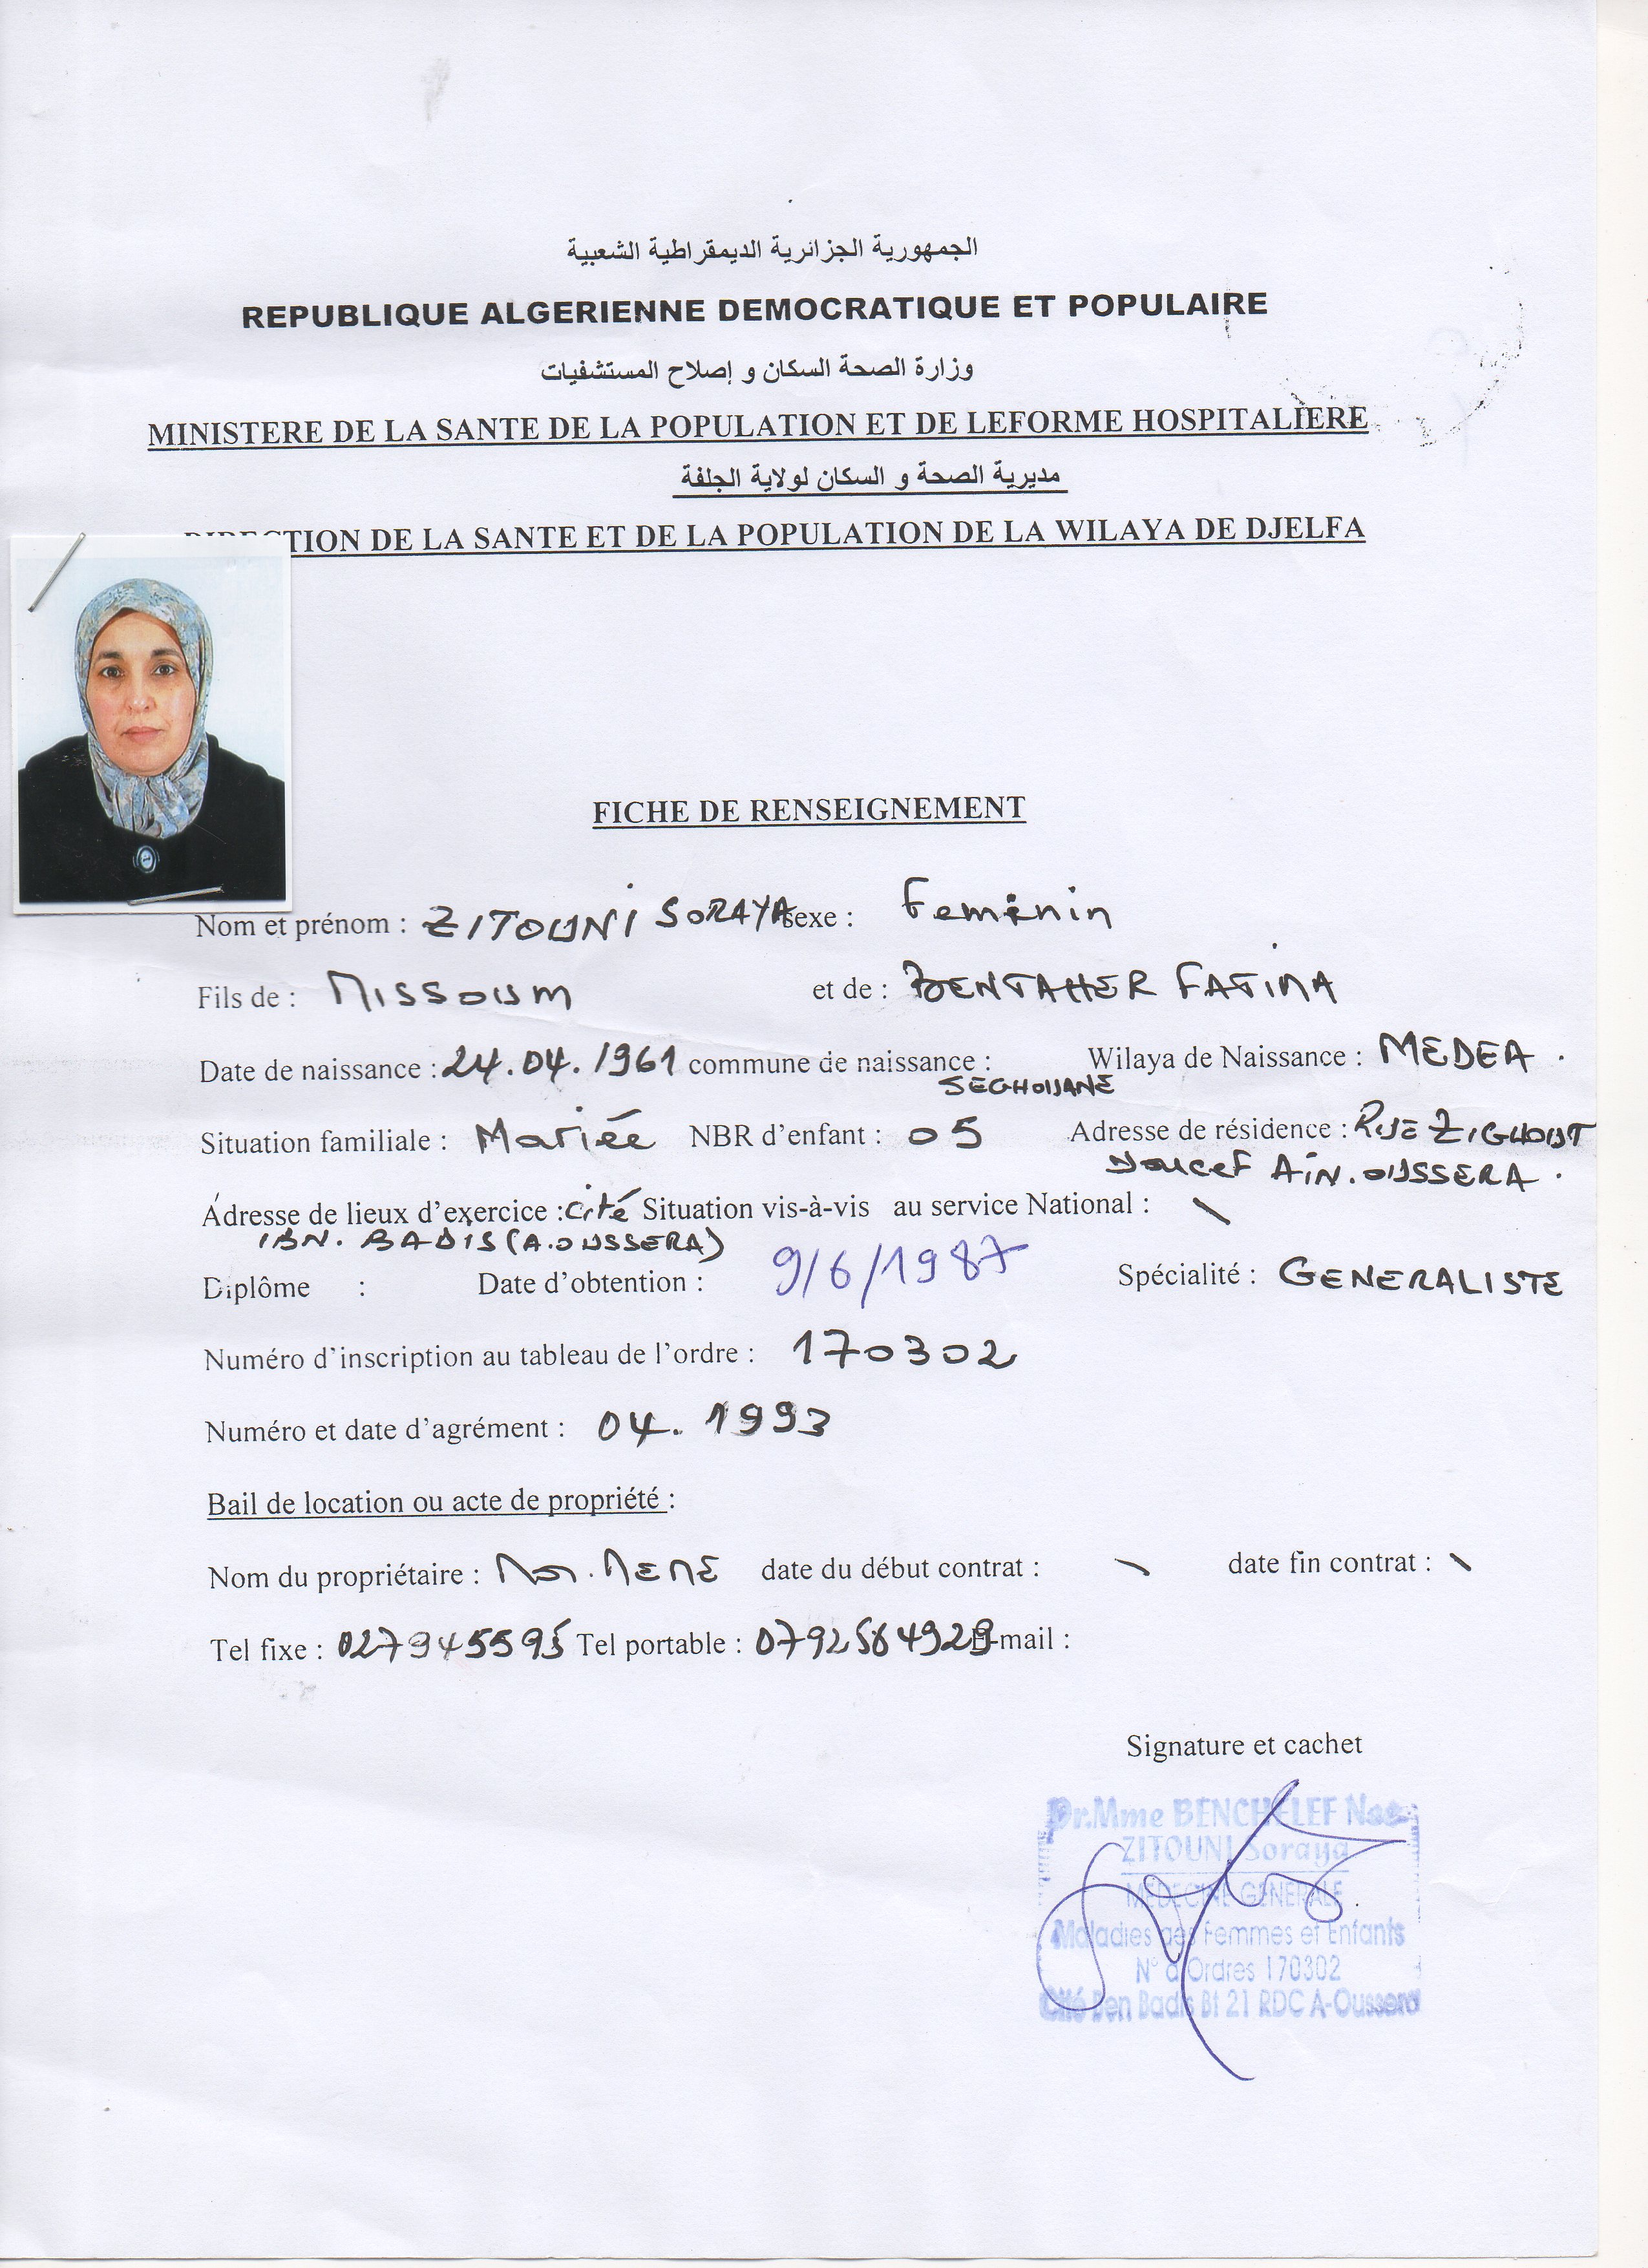 الجمهورية الجزائرية الديمقراطية الشعبية
REPUBLIQUE ALGERIENNE DEMOCRATIQUE ET POPULAIRE
وزارة الصحة السكان و إصلاح المستشفيات
MINISTERE DE LA SANTE DE LA POPULATION ET DE LEFORME HOSPITALIERE
مديرية الصحة و السكان لولاية الجلفة
DIRECTION DE LA SANTE ET DE LA POPULATION DE LA WILAYA DE DJELFA
FICHE DE RENSEIGNEMENT
Nom et prénom : ZITOUNI SORAYA sexe : Feminin
Fils de : MISSOUM et de : BENTAHER FATIMA
Date de naissance : 24.04.1961 commune de naissance : Wilaya de Naissance : MEDEA.
SEGHOUANE
Situation familiale : Mariée NBR d'enfant : 05 Adresse de résidence : RUE ZIGHOUT
Youcef AiN.OUSSERA.
Adresse de lieux d'exercice : cité Situation vis-à-vis au service National : \
IBN. BADIS (A.OUSSERA)
Diplôme : Date d'obtention : 9/6/1987 Spécialité : GENERALISTE
Numéro d'inscription au tableau de l'ordre : 170302
Numéro et date d'agrément : 04. 1993
Bail de location ou acte de propriété :
Nom du propriétaire : MOI.MEME date du début contrat : \ date fin contrat : \
Tel fixe : 027945595 Tel portable : 0792564929 E-mail :
Signature et cachet
Dr.Mme BENCHELEF Née
ZITOUNI Soraya
MEDECINE GENERALE
Maladies des Femmes et Enfants
N° d'Ordres 170302
Cité Ben Badis Bt 21 RDC A-Oussera